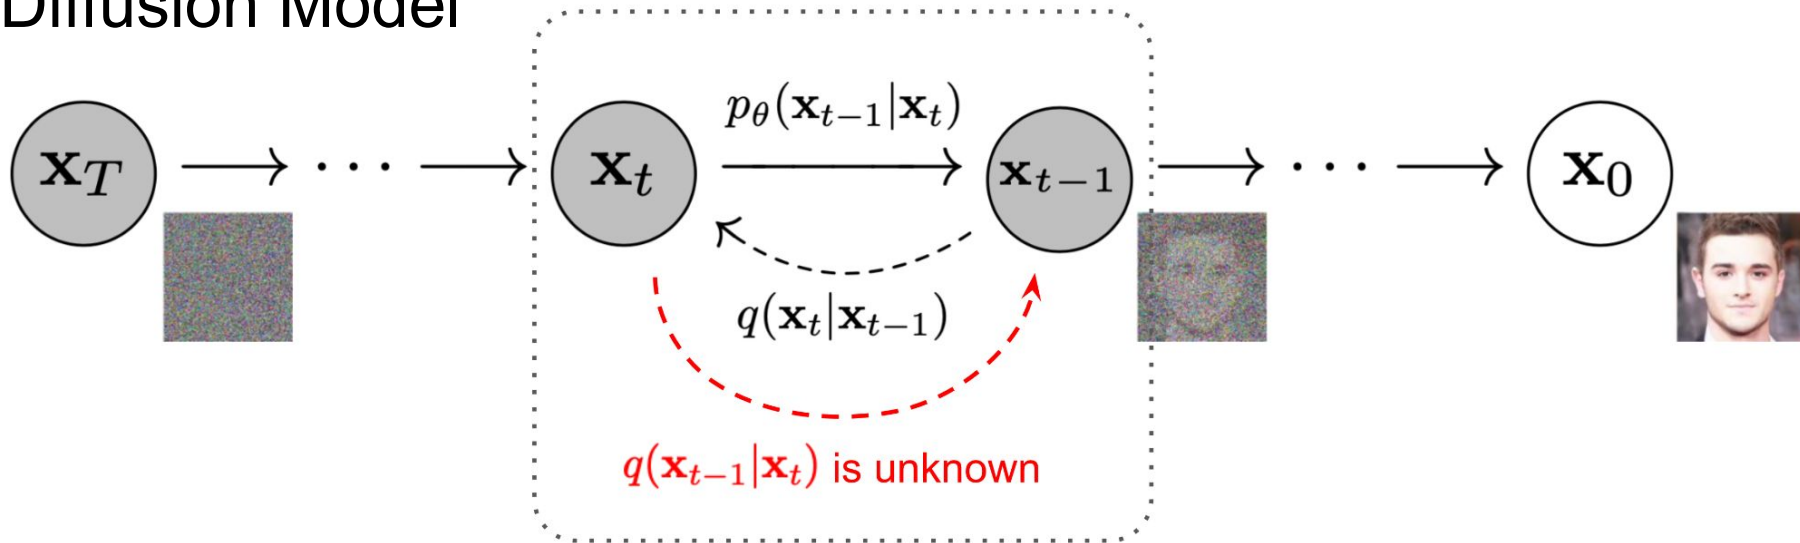 Diffusion Model
p_θ(x_{t−1}|x_t)
x_T → ··· → x_t → x_{t−1} → ··· → x_0
q(x_t|x_{t−1})
q(x_{t−1}|x_t) is unknown